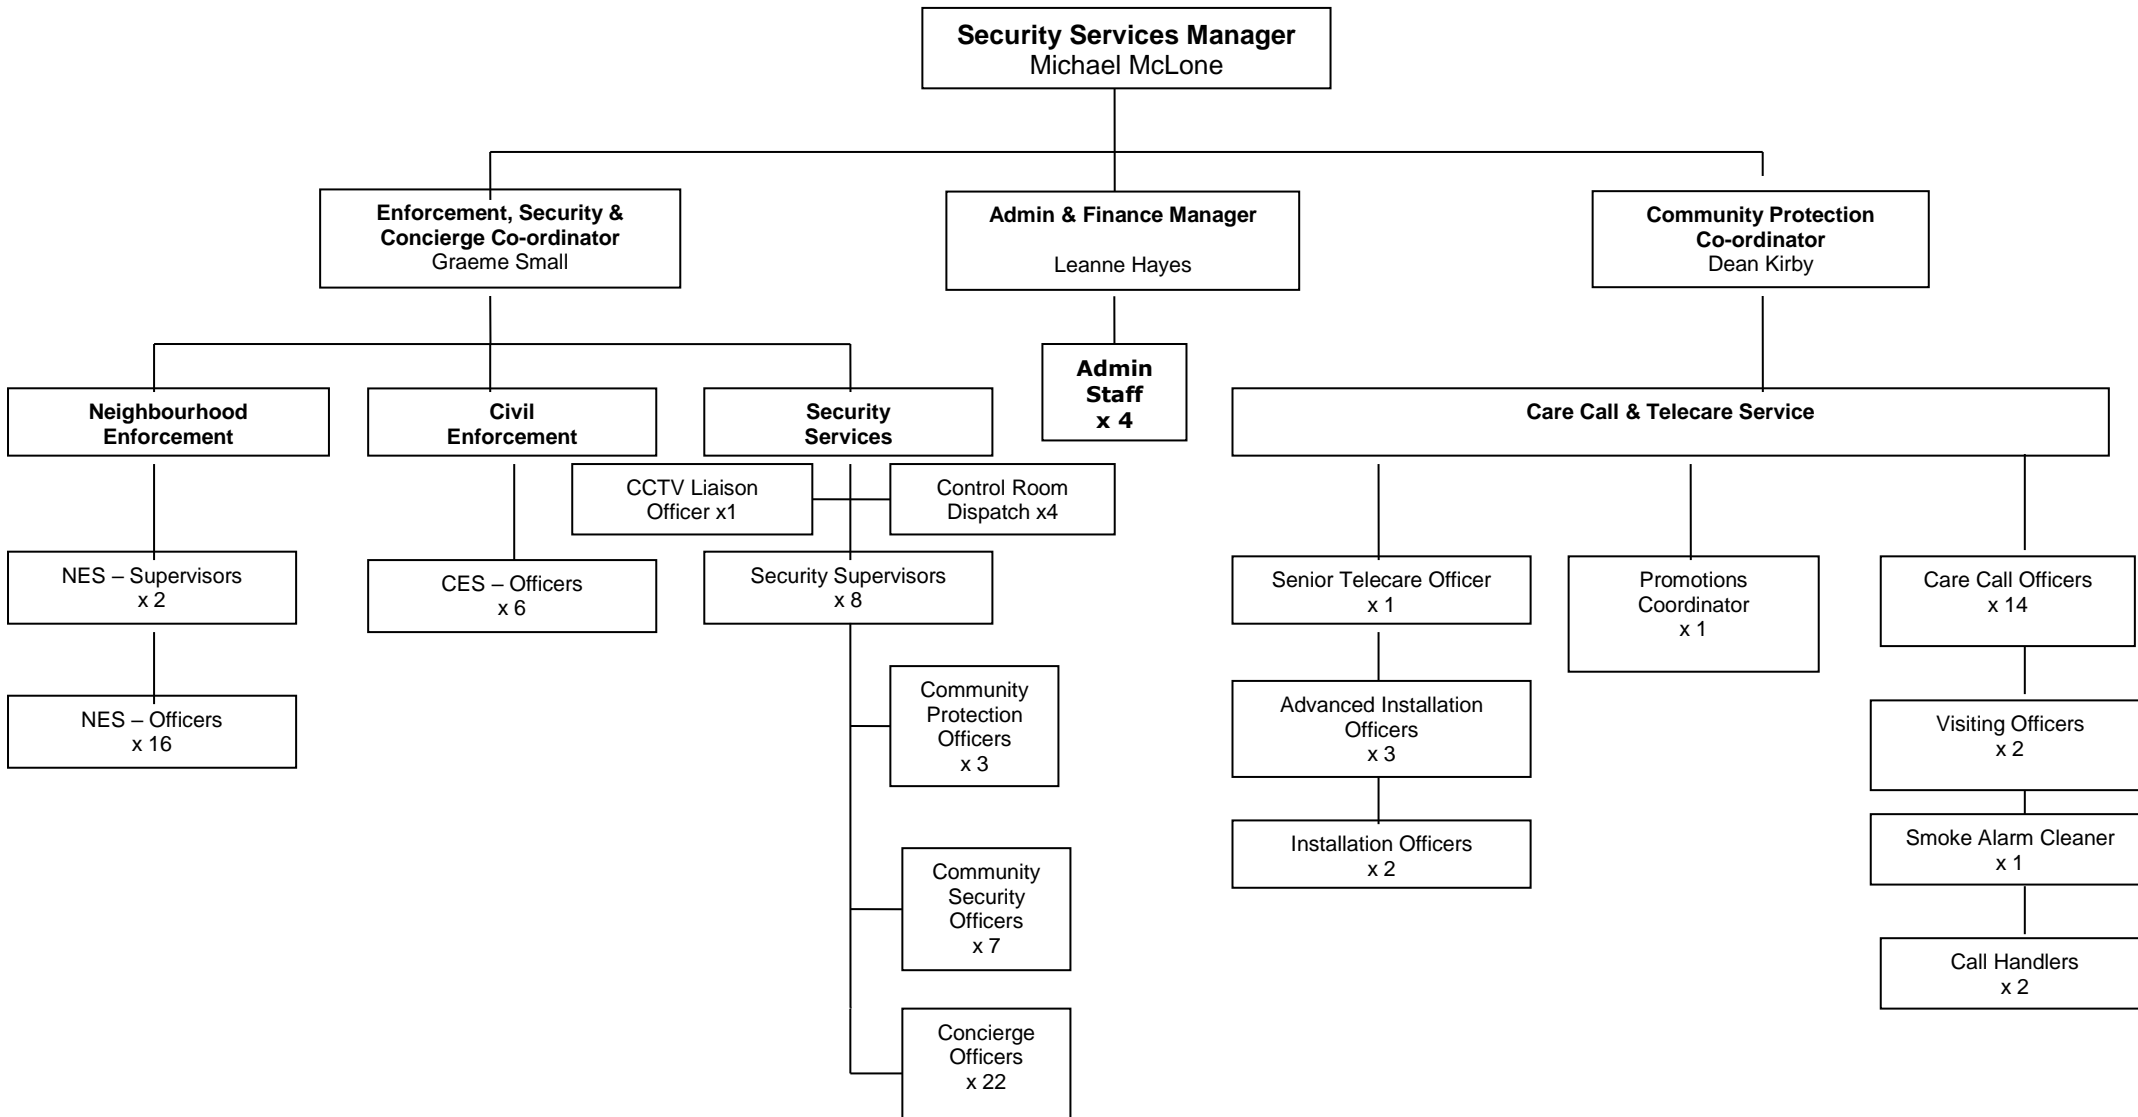 Security Services Manager
Michael McLone
Enforcement, Security &
Concierge Co-ordinator
Graeme Small
Admin & Finance Manager
Leanne Hayes
Community Protection
Co-ordinator
Dean Kirby
Neighbourhood
Enforcement
Civil
Enforcement
Security
Services
Admin
Staff
x 4
Care Call & Telecare Service
CCTV Liaison
Officer x1
Control Room
Dispatch x4
NES – Supervisors
x 2
CES – Officers
x 6
Security Supervisors
x 8
Senior Telecare Officer
x 1
Promotions
Coordinator
x 1
Care Call Officers
x 14
NES – Officers
x 16
Community
Protection
Officers
x 3
Advanced Installation
Officers
x 3
Visiting Officers
x 2
Installation Officers
x 2
Smoke Alarm Cleaner
x 1
Community
Security
Officers
x 7
Call Handlers
x 2
Concierge
Officers
x 22